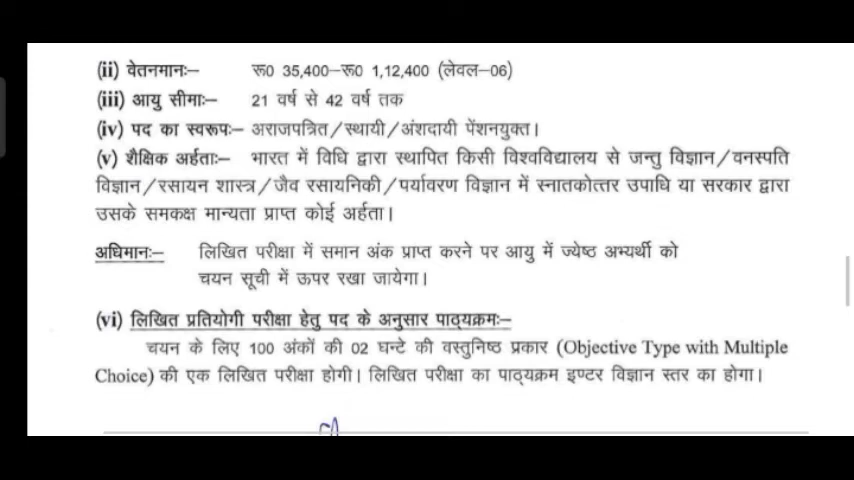 (ii) वेतनमानः– रू0 35,400–रू0 1,12,400 (लेवल–06)
(iii) आयु सीमाः– 21 वर्ष से 42 वर्ष तक
(iv) पद का स्वरूपः– अराजपत्रित/स्थायी/अंशदायी पेंशनयुक्त।
(v) शैक्षिक अर्हताः– भारत में विधि द्वारा स्थापित किसी विश्वविद्यालय से जन्तु विज्ञान/वनस्पति
विज्ञान/रसायन शास्त्र/जैव रसायनिकी/पर्यावरण विज्ञान में स्नातकोत्तर उपाधि या सरकार द्वारा
उसके समकक्ष मान्यता प्राप्त कोई अर्हता।
अधिमानः– लिखित परीक्षा में समान अंक प्राप्त करने पर आयु में ज्येष्ठ अभ्यर्थी को
चयन सूची में ऊपर रखा जायेगा।
(vi) लिखित प्रतियोगी परीक्षा हेतु पद के अनुसार पाठ्यक्रमः–
चयन के लिए 100 अंकों की 02 घन्टे की वस्तुनिष्ठ प्रकार (Objective Type with Multiple
Choice) की एक लिखित परीक्षा होगी। लिखित परीक्षा का पाठ्यक्रम इण्टर विज्ञान स्तर का होगा।